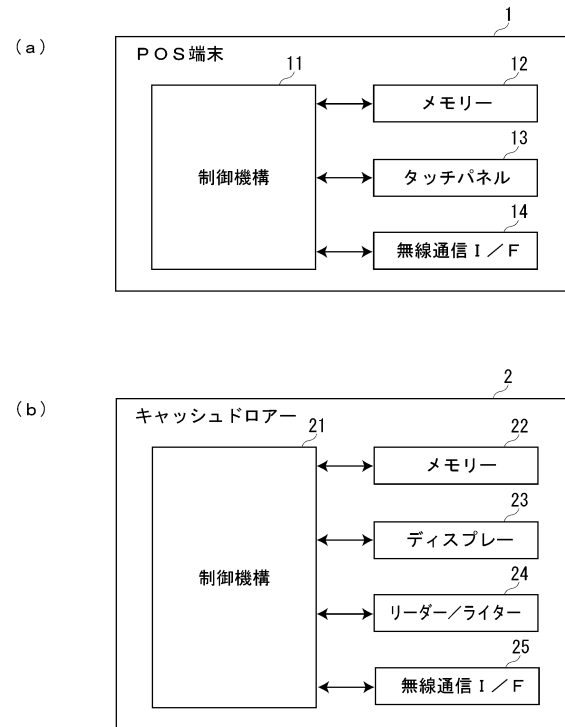 1
(a)
POS端末
11
12
メモリー
13
制御機構
タッチパネル
14
無線通信I/F
2
(b)
キャッシュドロアー
21
22
メモリー
23
ディスプレー
制御機構
24
リーダー/ライター
25
無線通信I/F